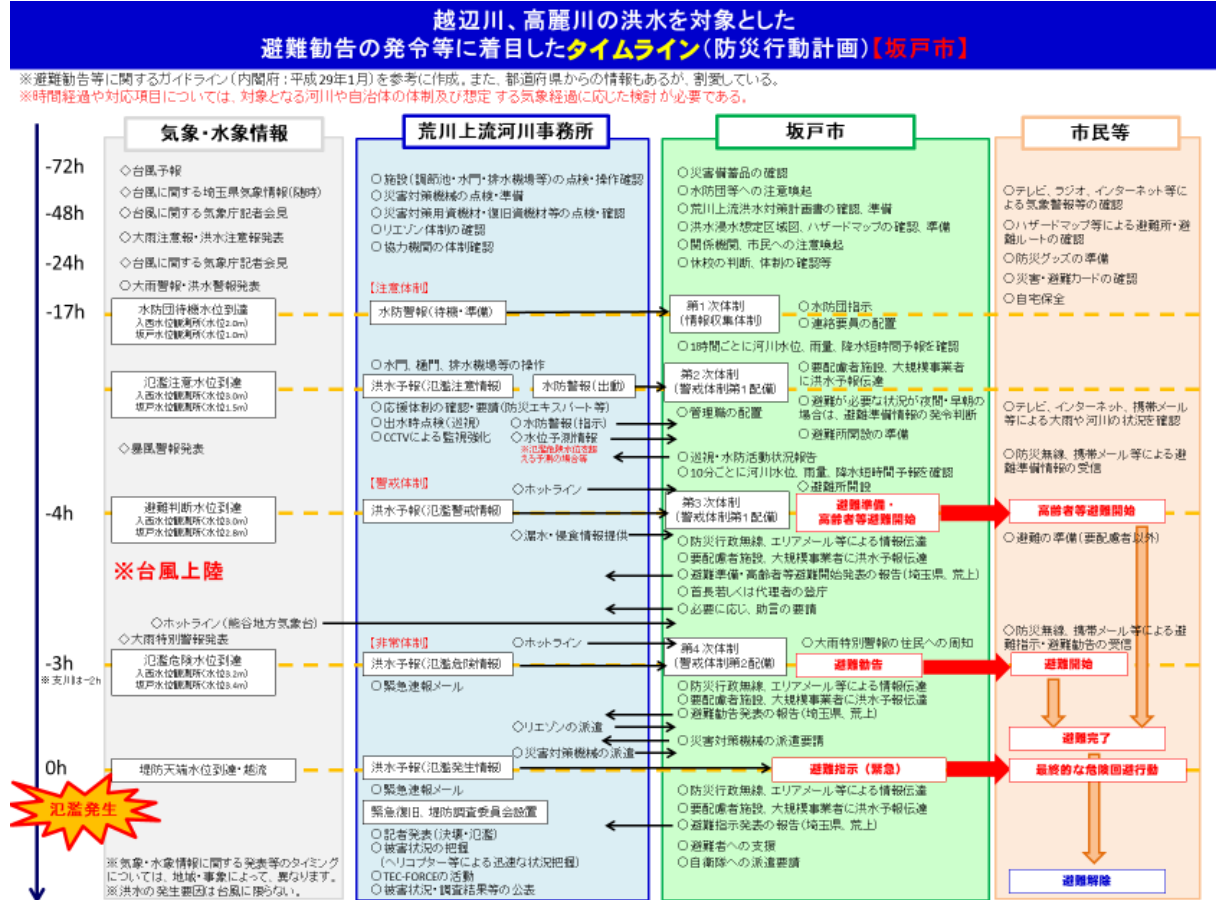 越辺川、高麗川の洪水を対象とした
避難勧告の発令等に着目したタイムライン(防災行動計画)【坂戸市】
※避難勧告等に関するガイドライン(内閣府:平成29年1月)を参考に作成。また、都道府県からの情報もあるが、割愛している。
※時間経過や対応項目については、対象となる河川や自治体の体制及び想定する気象経過に応じた検討が必要である。
-72h
-48h
-24h
-17h
-4h
-3h
※支川は-2h
0h
氾濫発生
気象・水象情報
◇台風予報
◇台風に関する埼玉県気象情報(随時)
◇台風に関する気象庁記者会見
◇大雨注意報・洪水注意報発表
◇台風に関する気象庁記者会見
○大雨警報・洪水警報発表
水防団待機水位到達
入西水位観測所(水位2.0m)
坂戸水位観測所(水位1.0m)
氾濫注意水位到達
入西水位観測所(水位3.0m)
坂戸水位観測所(水位1.5m)
◇暴風警報発表
避難判断水位到達
入西水位観測所(水位3.0m)
坂戸水位観測所(水位2.8m)
※台風上陸
◇ホットライン(熊谷地方気象台)
◇大雨特別警報発表
氾濫危険水位到達
入西水位観測所(水位3.2m)
坂戸水位観測所(水位3.4m)
堤防天端水位到達・越流
※気象・水象情報に関する発表等のタイミング
については、地域・事象によって、異なります。
※洪水の発生要因は台風に限らない。
荒川上流河川事務所
○施設(調節池・水門・排水機場等)の点検・操作確認
○災害対策機械の点検・準備
○災害対策用資機材・復旧資機材等の点検・確認
○リエゾン体制の確認
○協力機関の体制確認
【注意体制】
水防警報(待機・準備)
○水門、樋門、排水機場等の操作
洪水予報(氾濫注意情報)
水防警報(出動)
○応援体制の確認・要請(防災エキスパート等)
○出水時点検(巡視)
○水防警報(指示)
○CCTVによる監視強化
◇水位予測情報
※氾濫危険水位を超
える予測の場合等
【警戒体制】
◇ホットライン
洪水予報(氾濫警戒情報)
◇漏水・侵食情報提供
【非常体制】
◇ホットライン
洪水予報(氾濫危険情報)
○緊急速報メール
◇リエゾンの派遣
○災害対策機械の派遣
洪水予報(氾濫発生情報)
○緊急速報メール
緊急復旧、堤防調査委員会設置
○記者発表(決壊・氾濫)
○被害状況の把握
(ヘリコプター等による迅速な状況把握)
○TEC-FORCEの活動
○被害状況・調査結果等の公表
坂戸市
○災害備蓄品の確認
○水防団等への注意喚起
○荒川上流洪水対策計画書の確認、準備
○洪水浸水想定区域図、ハザードマップの確認、準備
○関係機関、市民への注意喚起
○休校の判断、体制の確認等
第1次体制
(情報収集体制)
○水防団指示
○連絡要員の配置
○1時間ごとに河川水位、雨量、降水短時間予報を確認
第2次体制
(警戒体制第1配備)
○要配慮者施設、大規模事業者
に洪水予報伝達
○管理職の配置
○避難が必要な状況が夜間・早朝の
場合は、避難準備情報の発令判断
○避難所開設の準備
○巡視・水防活動状況報告
○10分ごとに河川水位、雨量、降水短時間予報を確認
◇避難所開設
第3次体制
(警戒体制第1配備)
避難準備・
高齢者等避難開始
○防災行政無線、エリアメール等による情報伝達
○要配慮者施設、大規模事業者に洪水予報伝達
○避難準備・高齢者等避難開始発表の報告(埼玉県、荒上)
○首長若しくは代理者の登庁
○必要に応じ、助言の要請
○大雨特別警報の住民への周知
第4次体制
(警戒体制第2配備)
避難勧告
○防災行政無線、エリアメール等による情報伝達
○要配慮者施設、大規模事業者に洪水予報伝達
○避難勧告発表の報告(埼玉県、荒上)
○災害対策機械の派遣要請
避難指示(緊急)
○防災行政無線、エリアメール等による情報伝達
○要配慮者施設、大規模事業者に洪水予報伝達
○避難指示発表の報告(埼玉県、荒上)
○避難者への支援
○自衛隊への派遣要請
市民等
○テレビ、ラジオ、インターネット等に
よる気象警報等の確認
○ハザードマップ等による避難所・避
難ルートの確認
○防災グッズの準備
○災害・避難カードの確認
○自宅保全
○テレビ、インターネット、携帯メール
等による大雨や河川の状況を確認
○防災無線、携帯メール等による避
難準備情報の受信
高齢者等避難開始
○避難の準備(要配慮者以外)
○防災無線、携帯メール等による避
難指示・避難勧告の受信
避難開始
避難完了
最終的な危険回避行動
避難解除